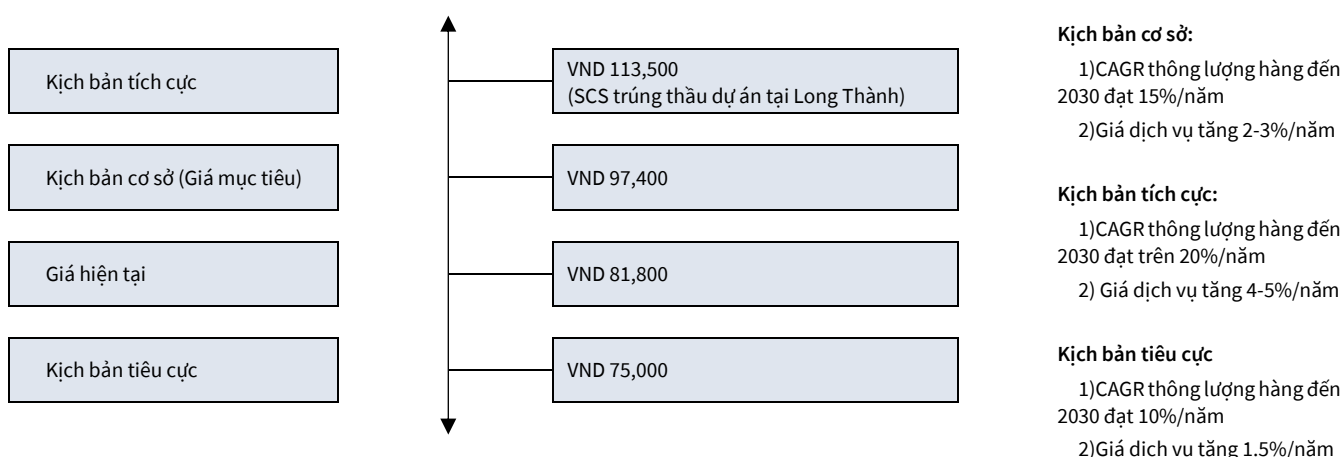 Kịch bản tích cực
VND 113,500
(SCS trúng thầu dự án tại Long Thành)
Kịch bản cơ sở (Giá mục tiêu)
VND 97,400
Giá hiện tại
VND 81,800
Kịch bản tiêu cực
VND 75,000
Kịch bản cơ sở:
1)CAGR thông lượng hàng đến
2030 đạt 15%/năm
2)Giá dịch vụ tăng 2-3%/năm
Kịch bản tích cực:
1)CAGR thông lượng hàng đến
2030 đạt trên 20%/năm
2) Giá dịch vụ tăng 4-5%/năm
Kịch bản tiêu cực
1)CAGR thông lượng hàng đến
2030 đạt 10%/năm
2)Giá dịch vụ tăng 1.5%/năm